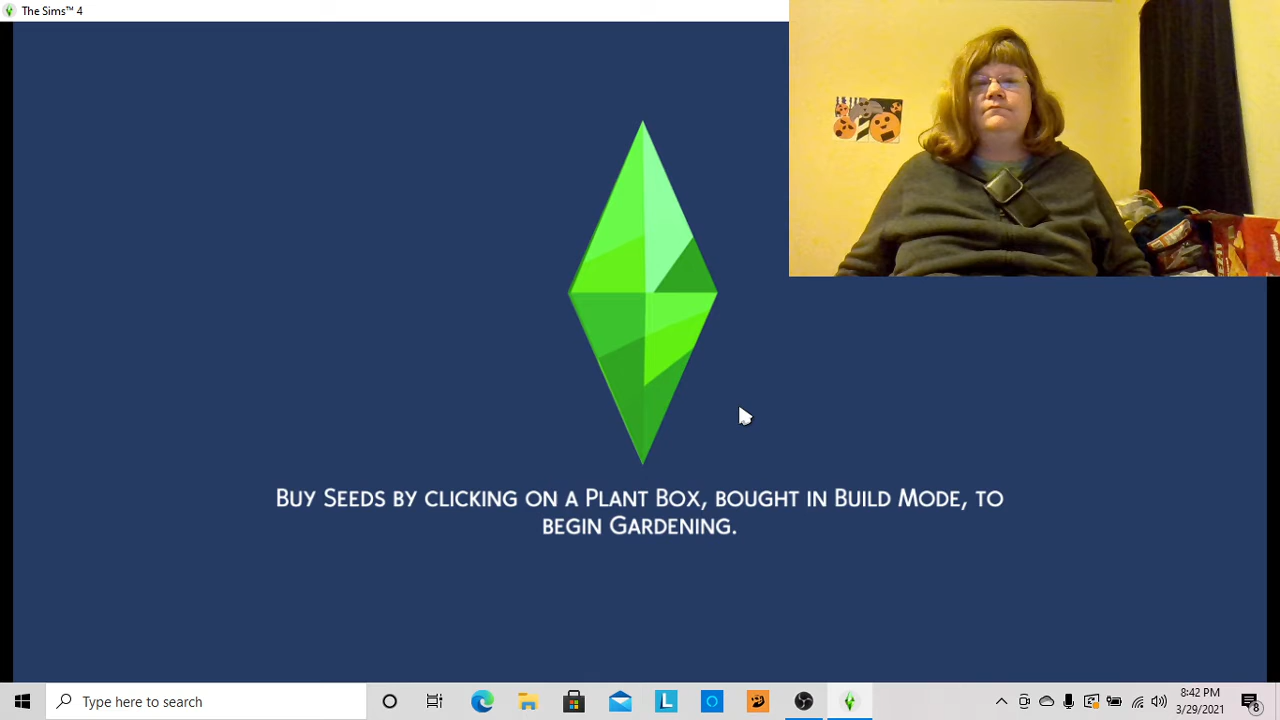 The Sims™ 4
Buy Seeds by clicking on a Plant Box, bought in Build Mode, to
begin Gardening.
Type here to search
L
8:42 PM
3/29/2021
8